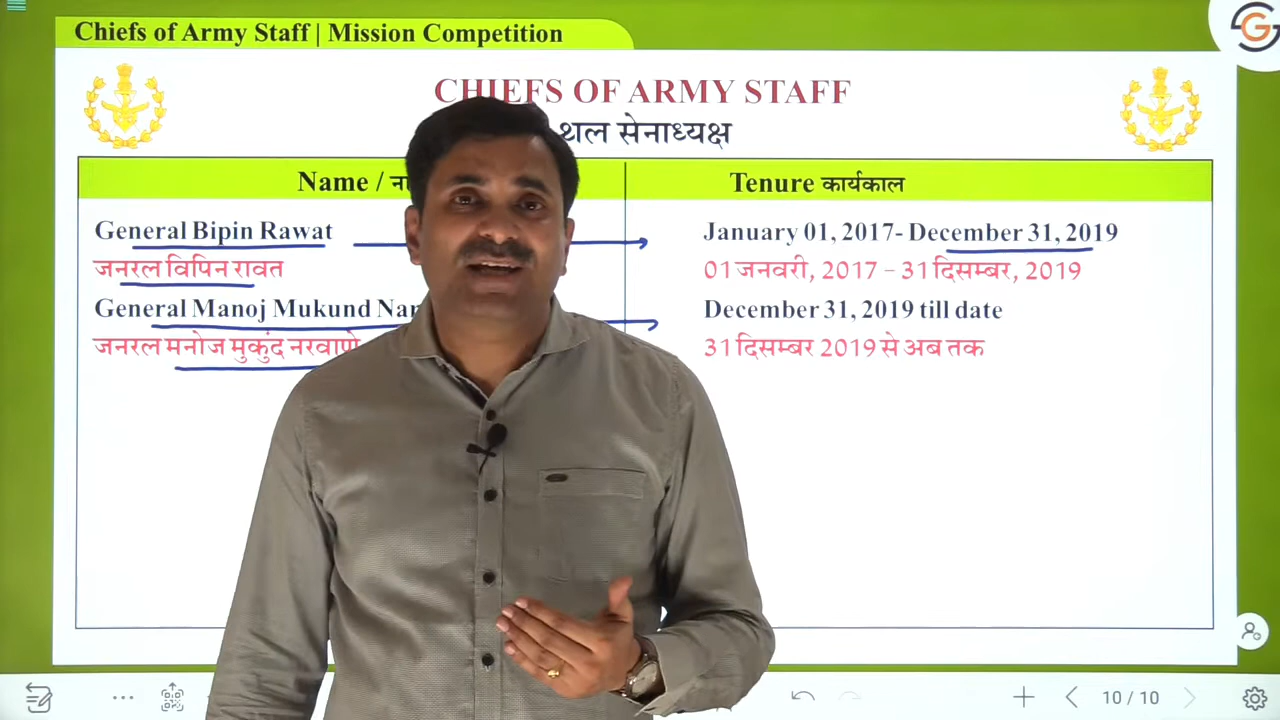 Chiefs of Army Staff | Mission Competition
CHIEFS OF ARMY STAFF
थल सेनाध्यक्ष
Name /
Tenure कार्यकाल
General Bipin Rawat
January 01, 2017- December 31, 2019
जनरल विपिन रावत
01 जनवरी, 2017 – 31 दिसम्बर, 2019
General Manoj Mukund
December 31, 2019 till date
जनरल मनोज मुकुंद नरवाणे
31 दिसम्बर 2019 से अब तक
10 / 10